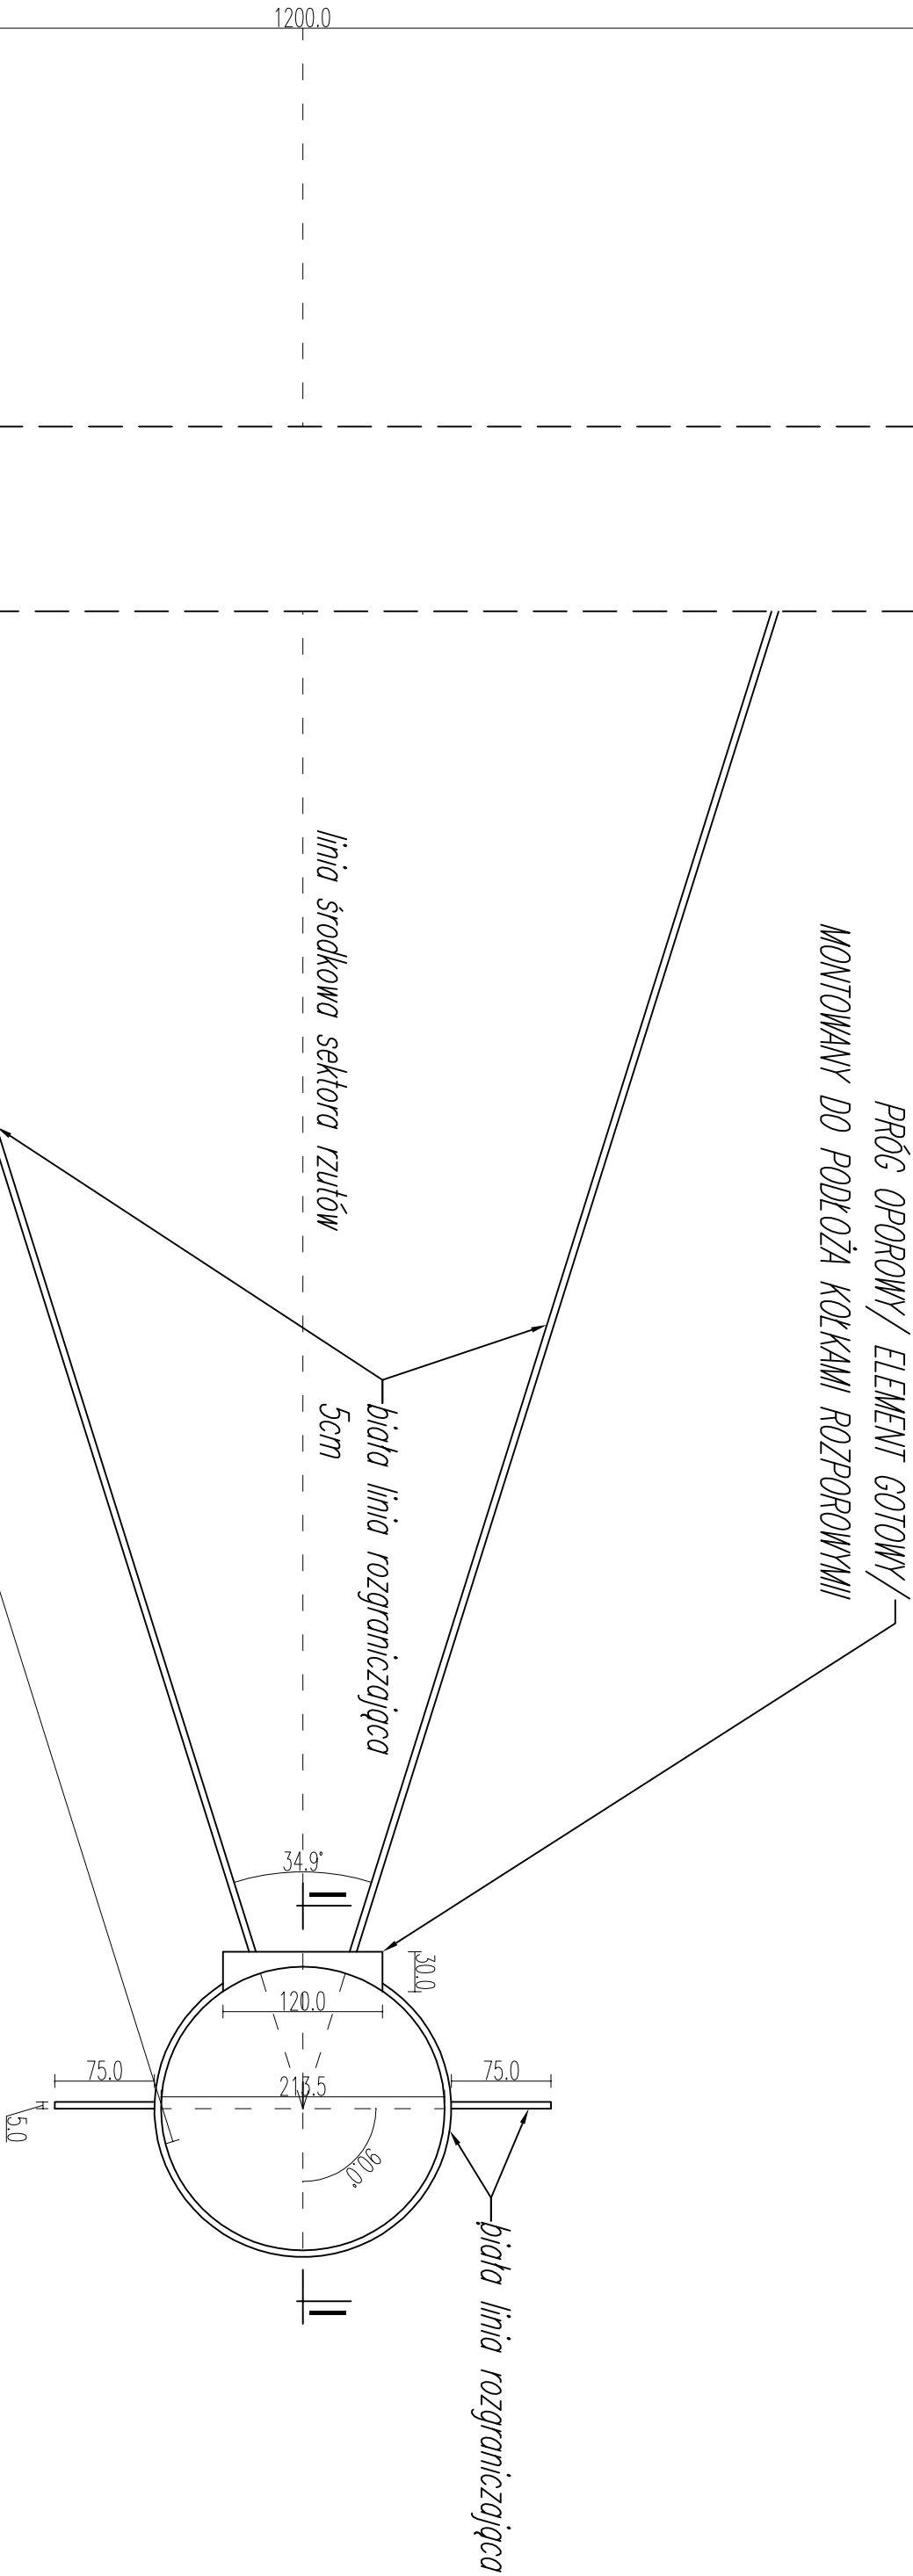 1200.0
PRÓG OPOROWY/ ELEMENT GOTOWY/
MONTOWANY DO PODŁOŻA KOŁKAMI ROZPOROWYMII
linia środkowa sektora rzutów
biała linia rozgraniczająca
5cm
34.9°
I
30.0
120.0
75.0
213.5
75.0
5.0
90.0°
biała linia rozgraniczająca
I